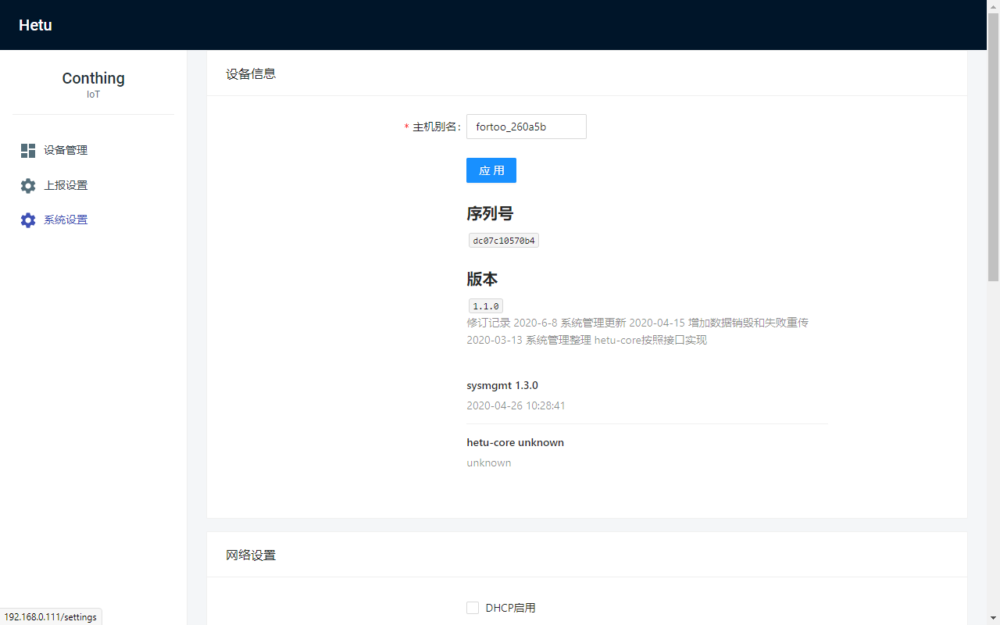 Hetu
Conthing
IoT
设备管理
上报设置
系统设置
设备信息
* 主机别名:
fortoo_260a5b
应 用
序列号
dc07c10570b4
版本
1.1.0
修订记录 2020-6-8 系统管理更新 2020-04-15 增加数据销毁和失败重传
2020-03-13 系统管理整理 hetu-core按照接口实现
sysmgmt 1.3.0
2020-04-26 10:28:41
hetu-core unknown
unknown
网络设置
DHCP启用
192.168.0.111/settings